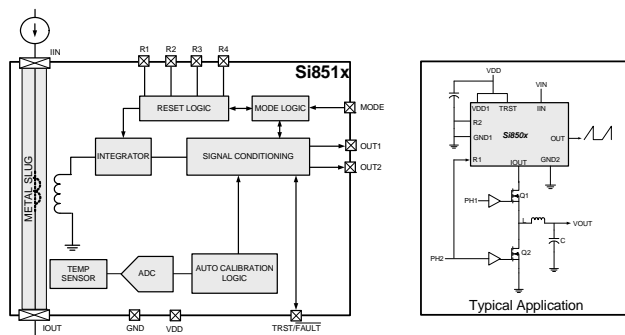 IIN
R1 R2 R3 R4
Si851x
RESET LOGIC
MODE LOGIC
MODE
METAL SLUG
INTEGRATOR
SIGNAL CONDITIONING
OUT1
OUT2
TEMP SENSOR
ADC
AUTO CALIBRATION LOGIC
IOUT
GND
VDD
TRST/FAULT
VDD
VIN
VDD1 TRST IIN
R2
Si850x
GND1
OUT
R1
IOUT
GND2
PH1
Q1
L
VOUT
C
PH2
Q2
Typical Application